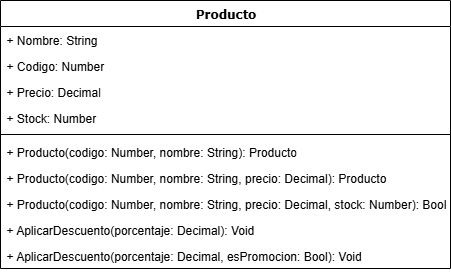 Producto
+ Nombre: String
+ Codigo: Number
+ Precio: Decimal
+ Stock: Number
+ Producto(codigo: Number, nombre: String): Producto
+ Producto(codigo: Number, nombre: String, precio: Decimal): Producto
+ Producto(codigo: Number, nombre: String, precio: Decimal, stock: Number): Bool
+ AplicarDescuento(porcentaje: Decimal): Void
+ AplicarDescuento(porcentaje: Decimal, esPromocion: Bool): Void